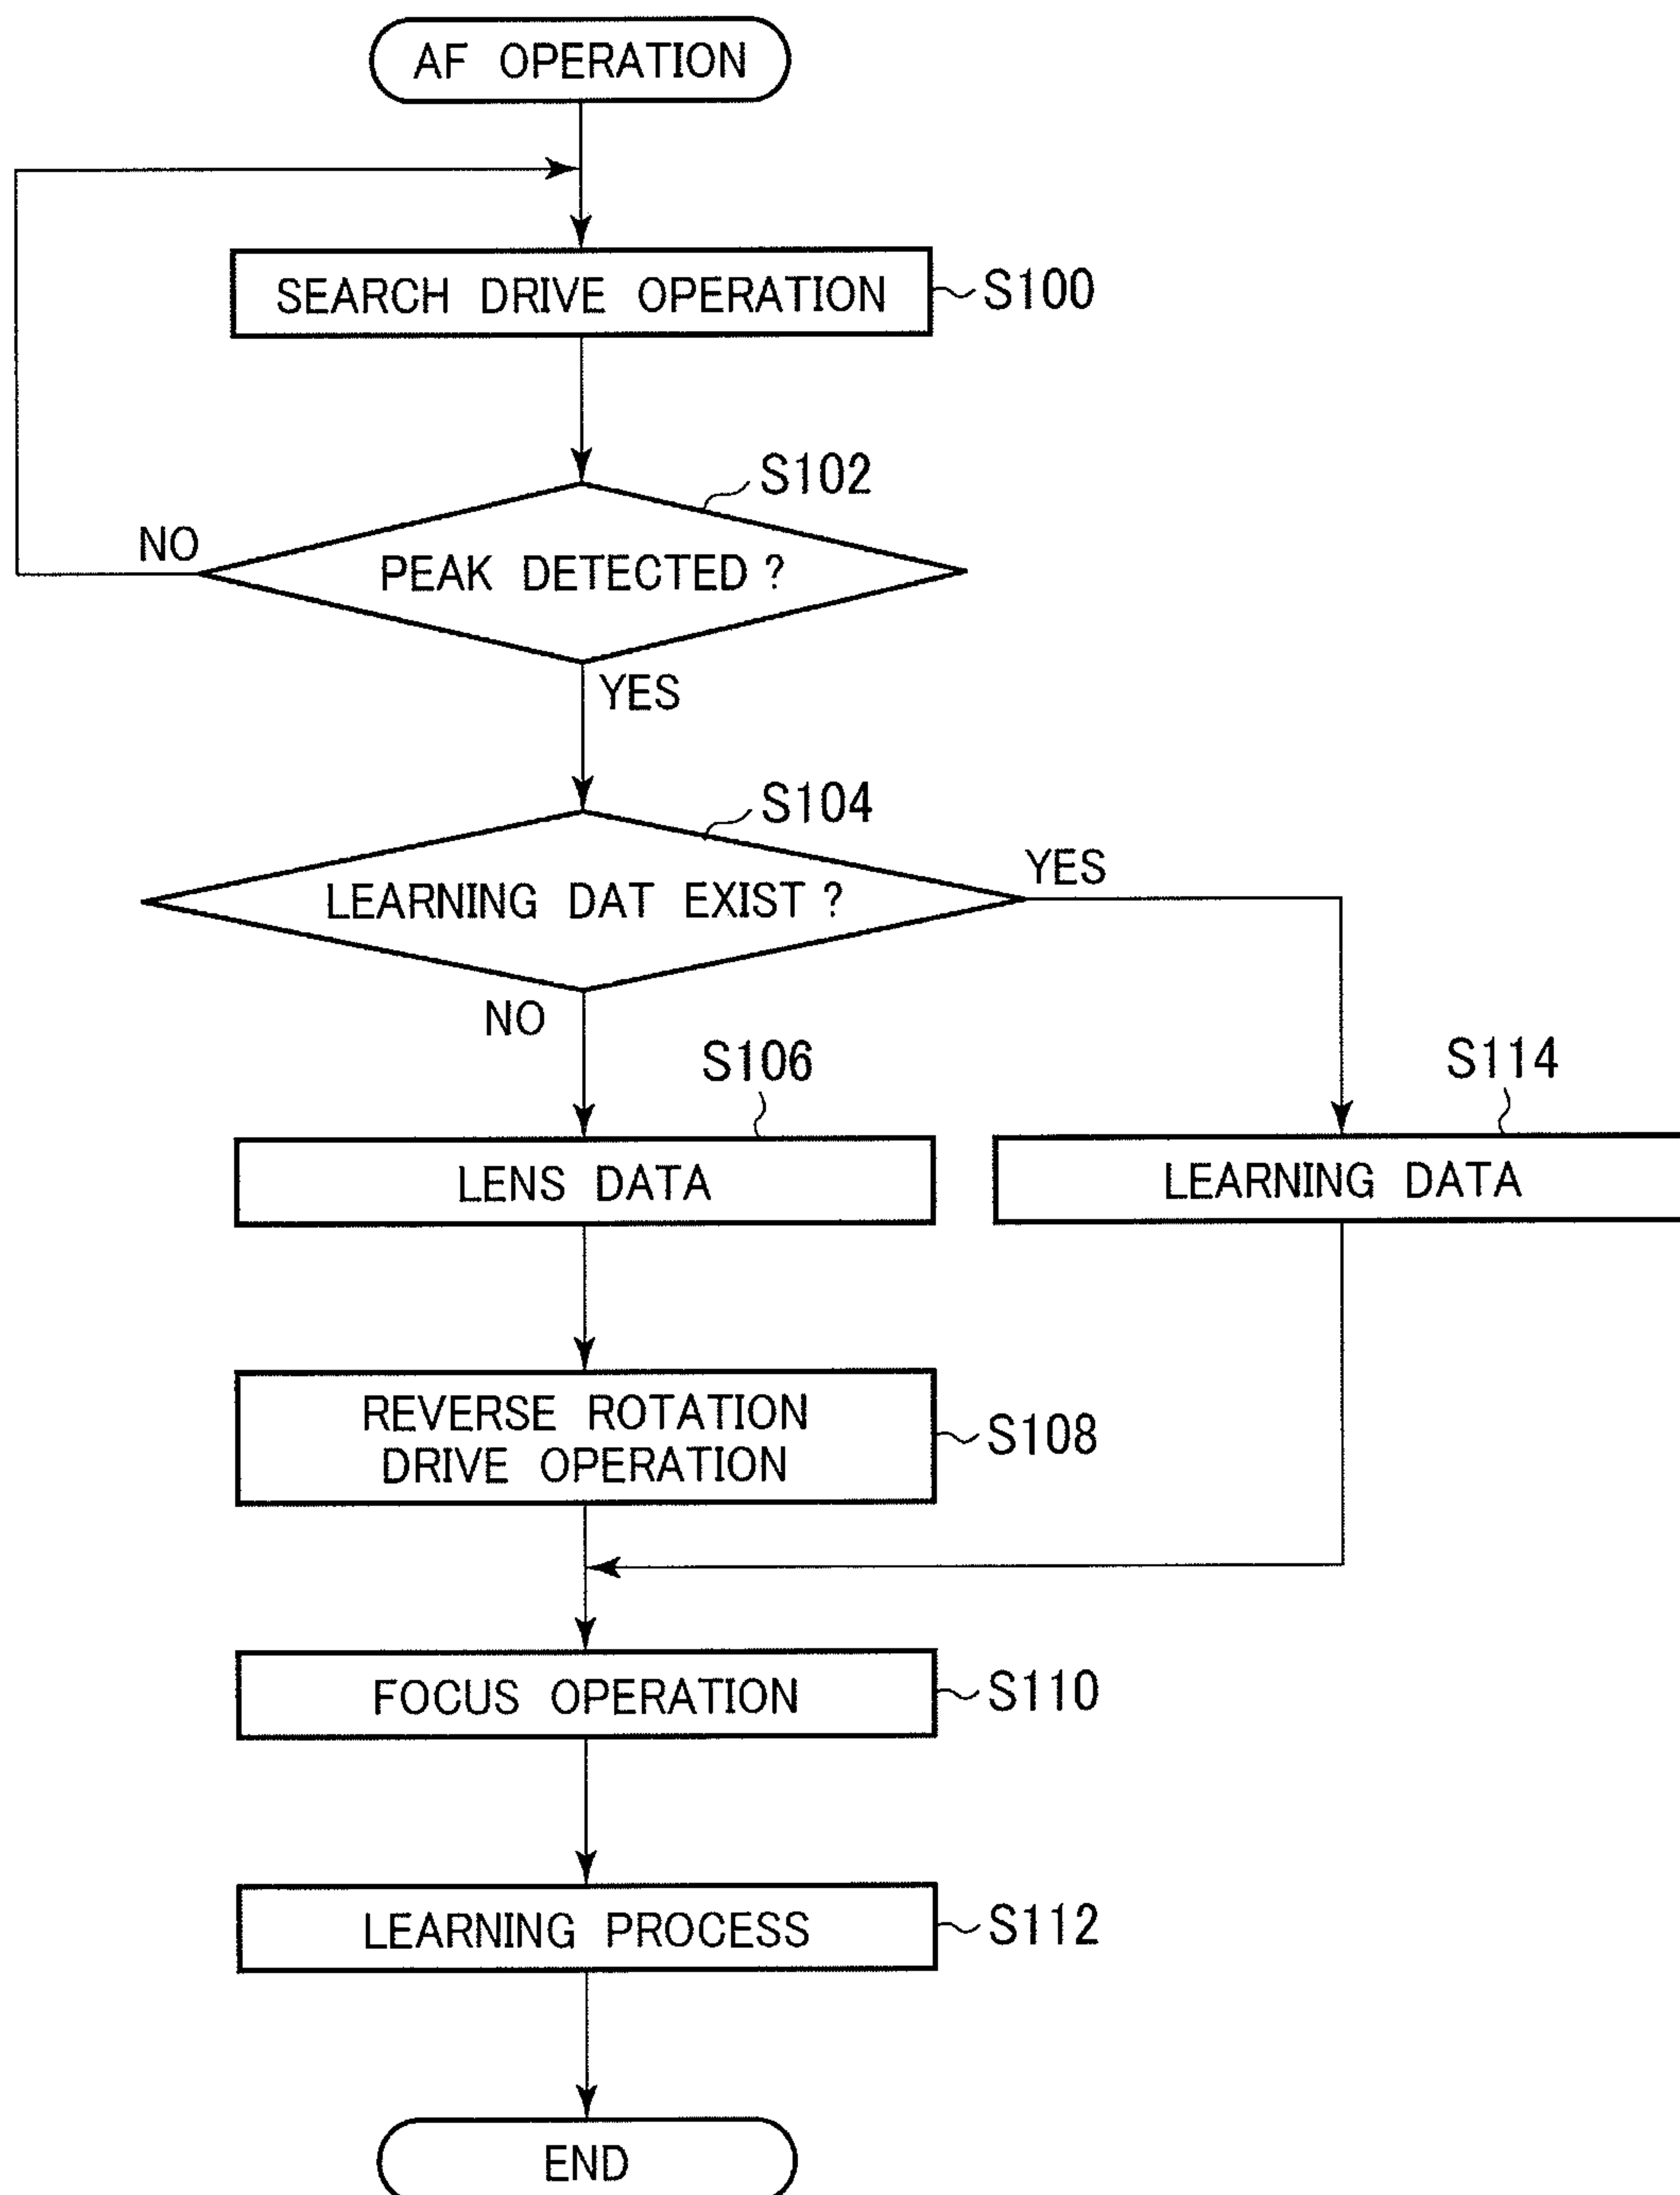 AF OPERATION
SEARCH DRIVE OPERATION
S100
S102
NO
PEAK DETECTED ?
YES
S104
YES
LEARNING DAT EXIST ?
NO
S106
S114
LENS DATA
LEARNING DATA
REVERSE ROTATION
DRIVE OPERATION
S108
FOCUS OPERATION
S110
LEARNING PROCESS
S112
END